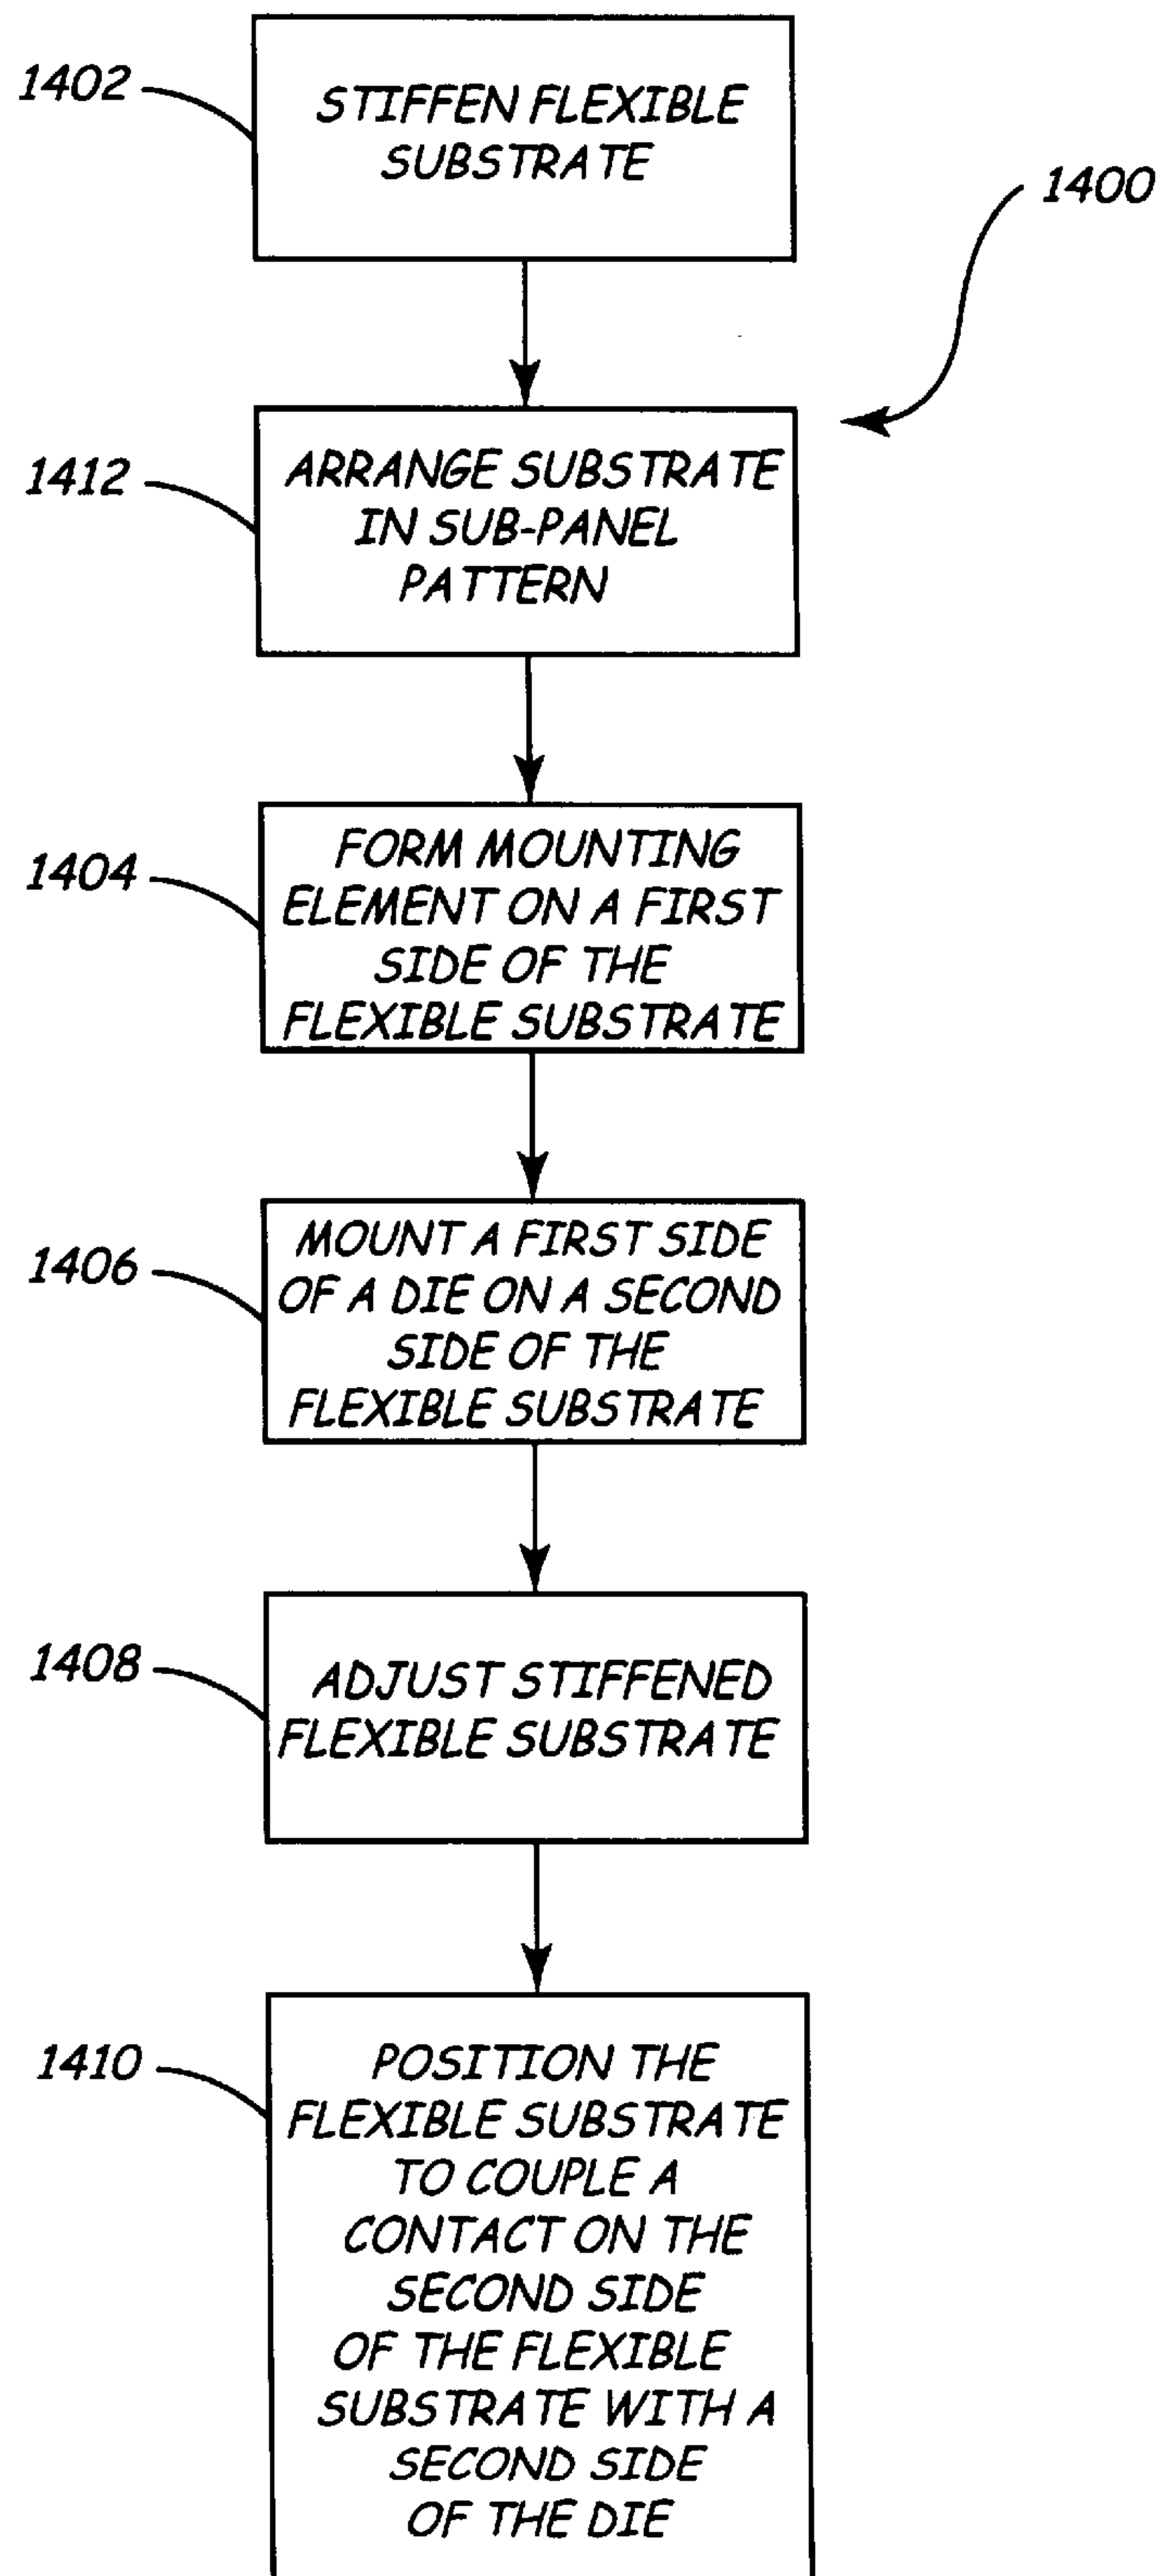 1402
STIFFEN FLEXIBLE
SUBSTRATE
1400
1412
ARRANGE SUBSTRATE
IN SUB-PANEL
PATTERN
1404
FORM MOUNTING
ELEMENT ON A FIRST
SIDE OF THE
FLEXIBLE SUBSTRATE
1406
MOUNT A FIRST SIDE
OF A DIE ON A SECOND
SIDE OF THE
FLEXIBLE SUBSTRATE
1408
ADJUST STIFFENED
FLEXIBLE SUBSTRATE
1410
POSITION THE
FLEXIBLE SUBSTRATE
TO COUPLE A
CONTACT ON THE
SECOND SIDE
OF THE FLEXIBLE
SUBSTRATE WITH A
SECOND SIDE
OF THE DIE